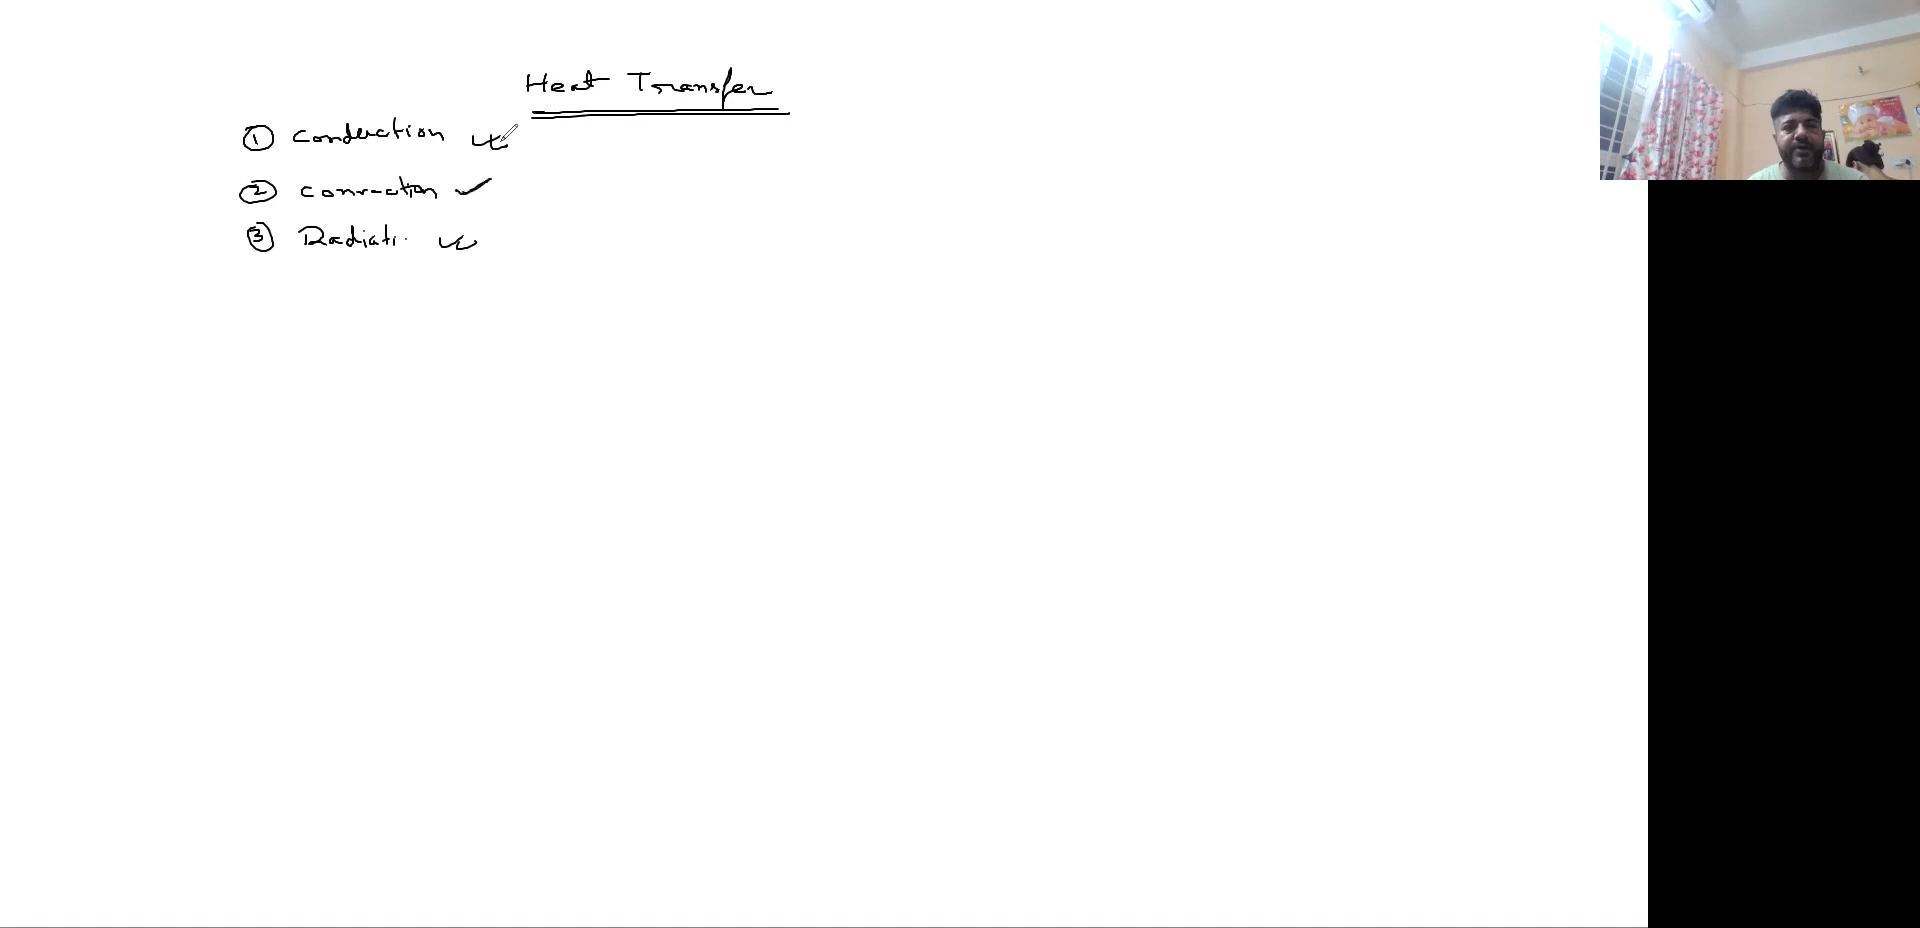 Heat Transfer
① Conduction
② Convection
③ Radiati.